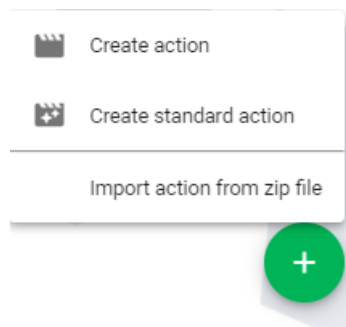 Create action
Create standard action
Import action from zip file